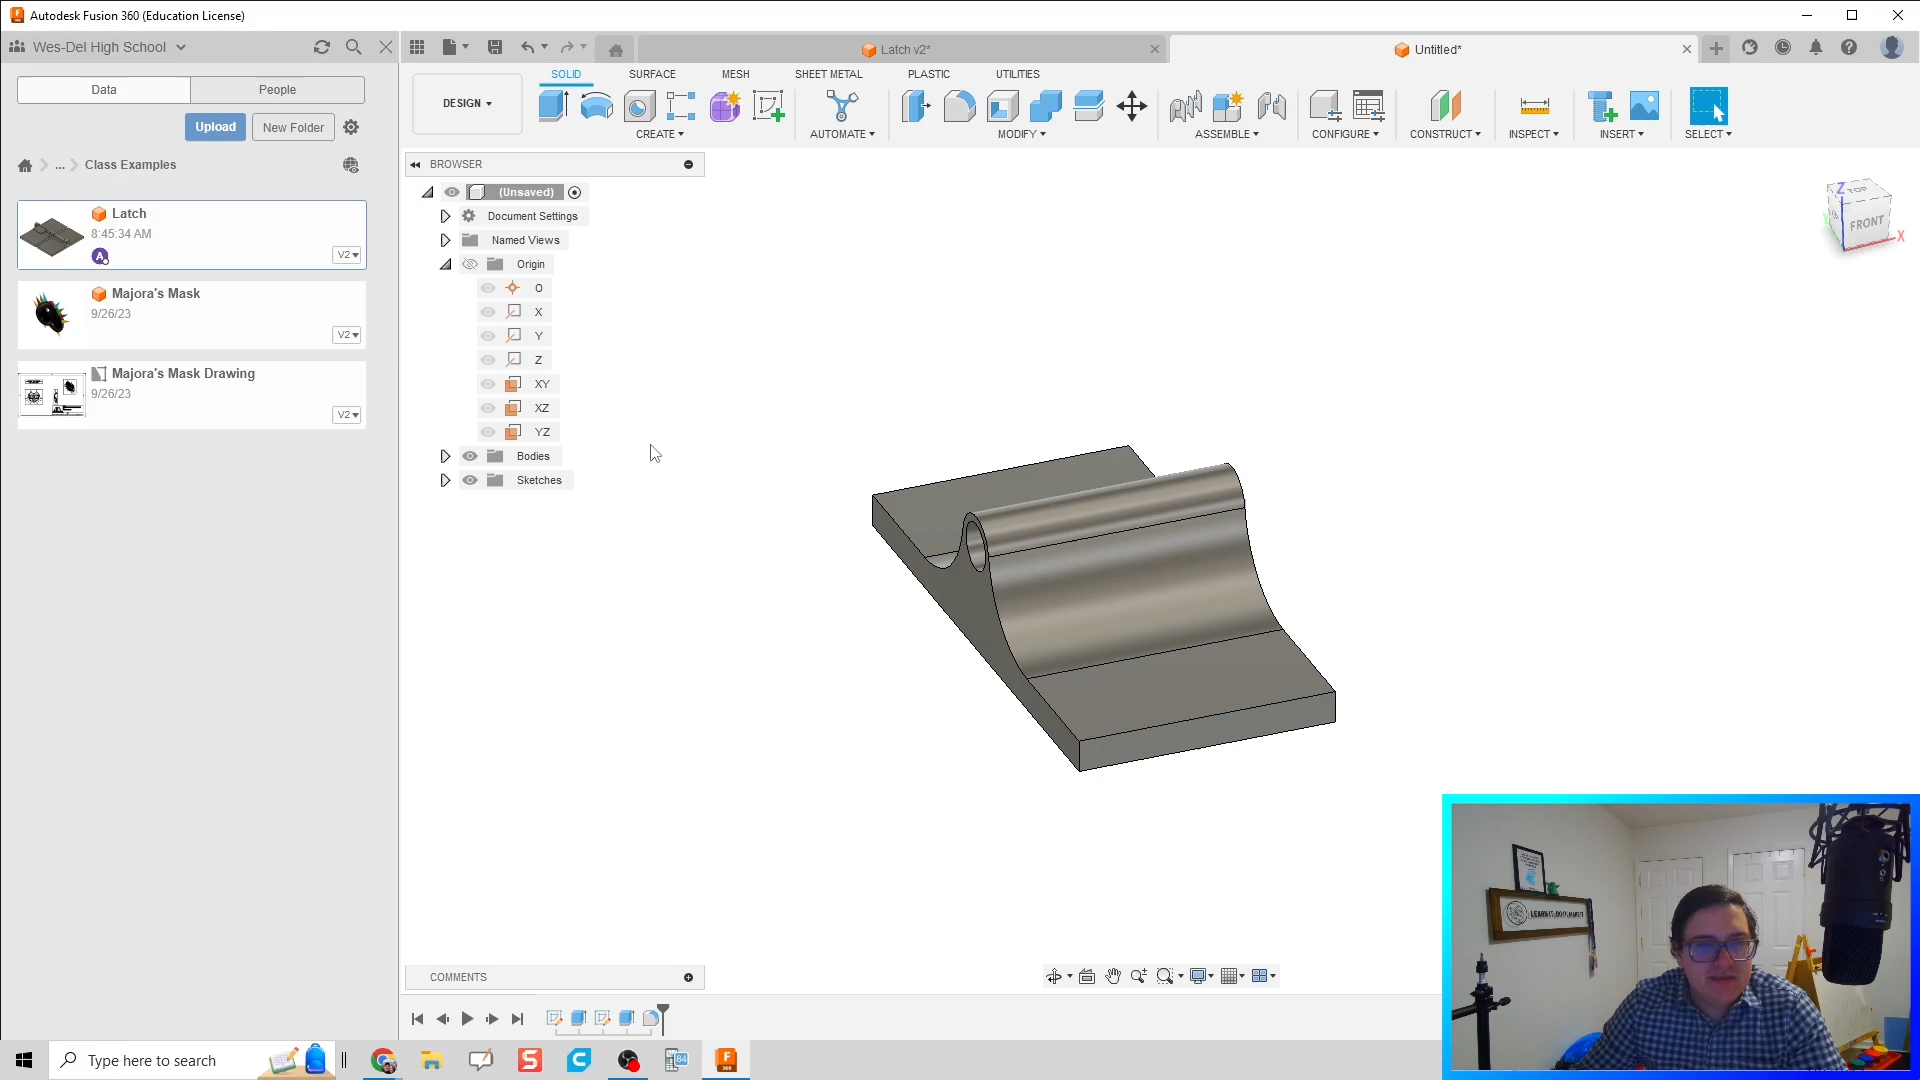 Autodesk Fusion 360 (Education License)
Wes-Del High School
Latch v2*
Untitled*
Data
People
Upload
New Folder
...
Class Examples
Latch
8:45:34 AM
A
V2
Majora's Mask
9/26/23
V2
Majora's Mask Drawing
9/26/23
V2
DESIGN
SOLID
SURFACE
MESH
SHEET METAL
PLASTIC
UTILITIES
CREATE
AUTOMATE
MODIFY
ASSEMBLE
CONFIGURE
CONSTRUCT
INSPECT
INSERT
SELECT
BROWSER
(Unsaved)
Document Settings
Named Views
Origin
O
X
Y
Z
XY
XZ
YZ
Bodies
Sketches
Z
TOP
FRONT
X
COMMENTS
Type here to search